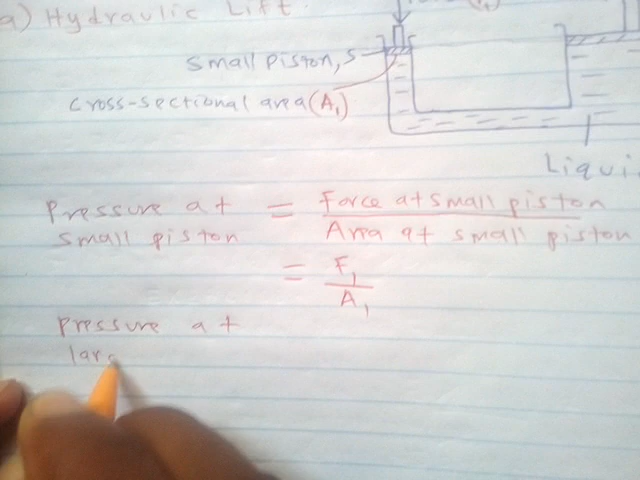 a) Hydraulic Lift
small piston, S
cross-sectional area (A₁)
Liqui
Pressure at = Force at small piston
small piston Area at small piston
= F₁
A₁
Pressure at
larg